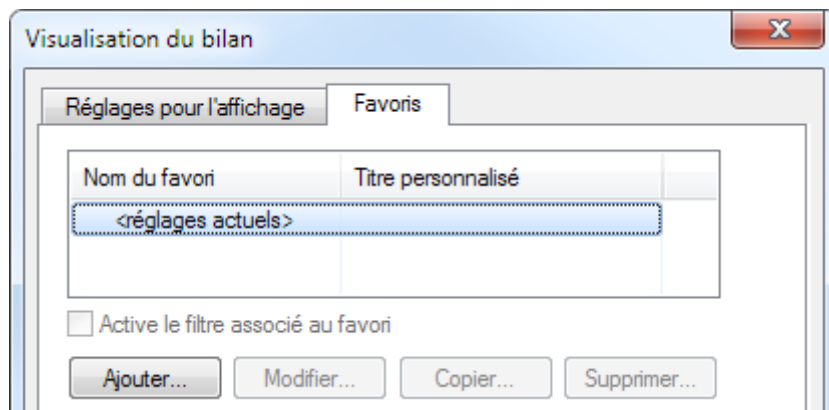 Visualisation du bilan
Réglages pour l'affichage Favoris
Nom du favori Titre personnalisé
<réglages actuels>
Active le filtre associé au favori
Ajouter... Modifier... Copier... Supprimer...